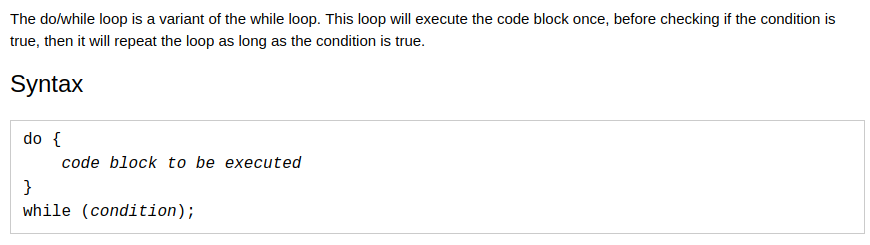 The do/while loop is a variant of the while loop. This loop will execute the code block once, before checking if the condition is
true, then it will repeat the loop as long as the condition is true.
Syntax
do {
    code block to be executed
}
while (condition);